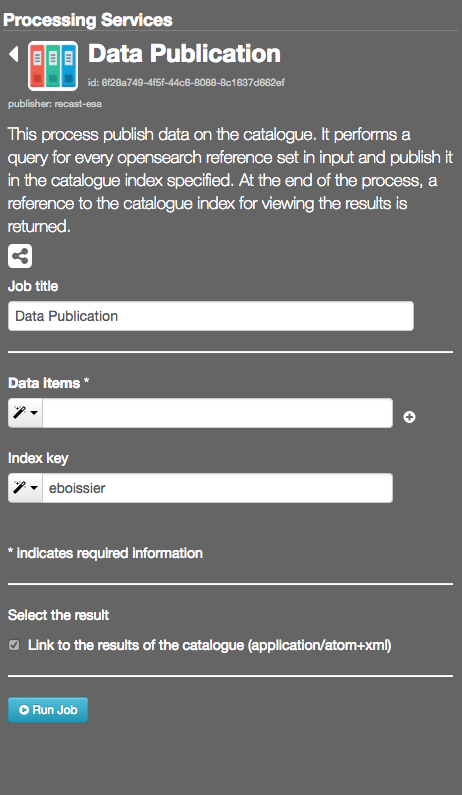 Processing Services
Data Publication
id: 6f28a749-4f5f-44c6-8088-8c1637d662ef
publisher: recast-esa
This process publish data on the catalogue. It performs a
query for every opensearch reference set in input and publish it
in the catalogue index specified. At the end of the process, a
reference to the catalogue index for viewing the results is
returned.
Job title
Data Publication
Data items *
Index key
eboissier
* indicates required information
Select the result
Link to the results of the catalogue (application/atom+xml)
Run Job